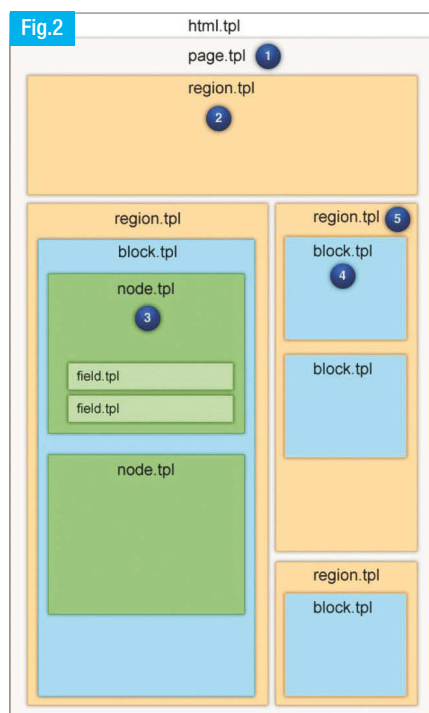 Fig.2
html.tpl
page.tpl 1
region.tpl
2
region.tpl
block.tpl
node.tpl
3
field.tpl
field.tpl
node.tpl
region.tpl 5
block.tpl
4
block.tpl
region.tpl
block.tpl